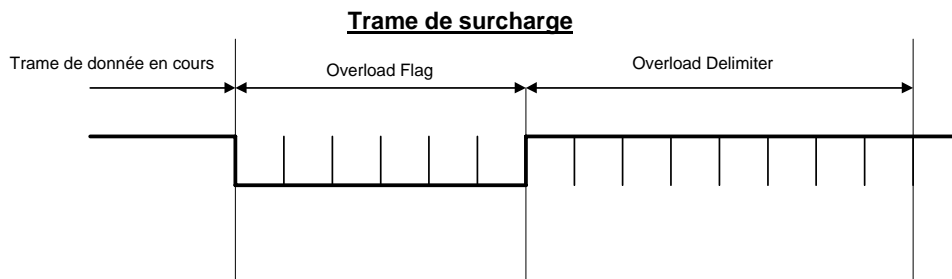 Trame de surcharge
Trame de donnée en cours
Overload Flag
Overload Delimiter